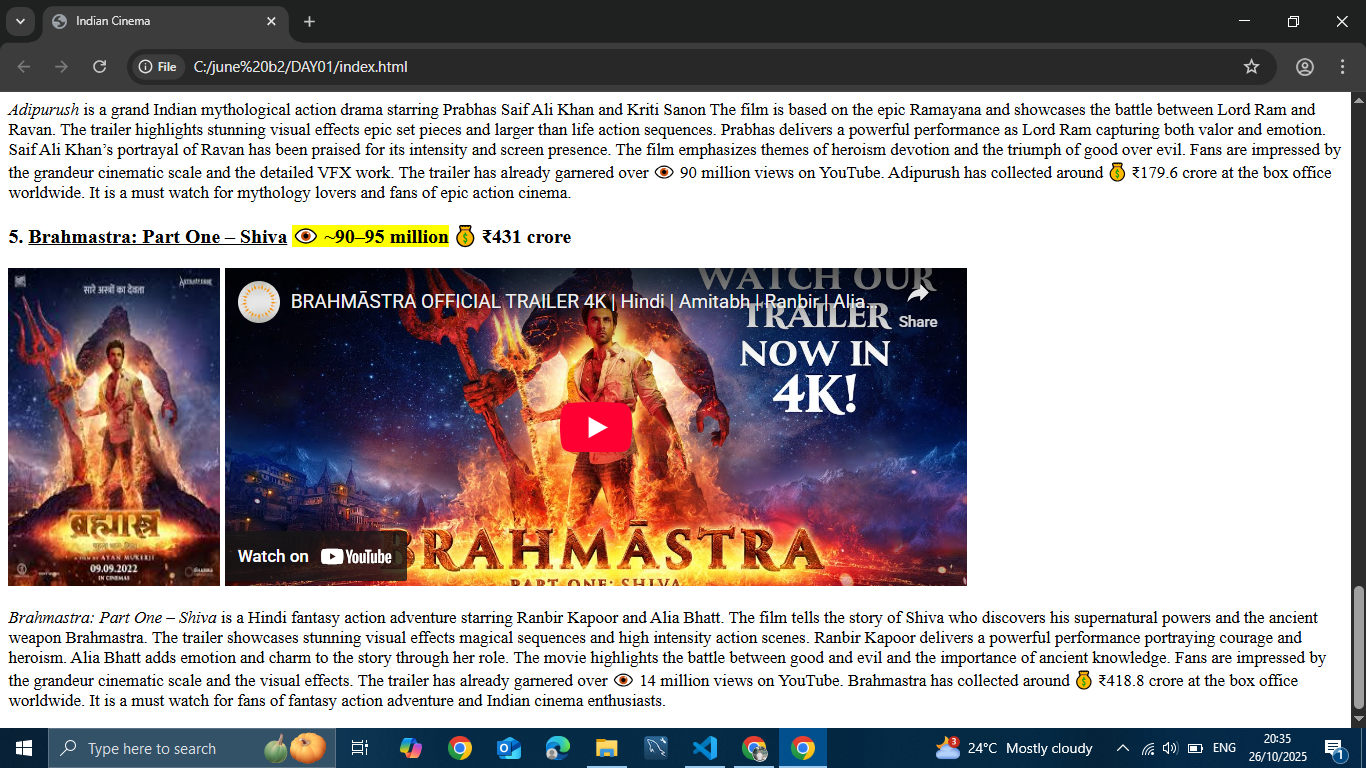 Indian Cinema
File
C:/june%20b2/DAY01/index.html
Adipurush is a grand Indian mythological action drama starring Prabhas Saif Ali Khan and Kriti Sanon The film is based on the epic Ramayana and showcases the battle between Lord Ram and
Ravan. The trailer highlights stunning visual effects epic set pieces and larger than life action sequences. Prabhas delivers a powerful performance as Lord Ram capturing both valor and emotion.
Saif Ali Khan’s portrayal of Ravan has been praised for its intensity and screen presence. The film emphasizes themes of heroism devotion and the triumph of good over evil. Fans are impressed by
the grandeur cinematic scale and the detailed VFX work. The trailer has already garnered over 👁 90 million views on YouTube. Adipurush has collected around 💰 ₹179.6 crore at the box office
worldwide. It is a must watch for mythology lovers and fans of epic action cinema.
5. Brahmastra: Part One – Shiva 👁 ~90–95 million 💰 ₹431 crore
सारे अस्त्रों का देवता
ब्रह्मास्त्र
A FILM BY AYAN MUKERJI
09.09.2022
IN CINEMAS
BRAHMĀSTRA OFFICIAL TRAILER 4K | Hindi | Amitabh | Ranbir | Alia...
Share
WATCH OUR
TRAILER
NOW IN
4K!
BRAHMĀSTRA
PART ONE: SHIVA
Watch on YouTube
Brahmastra: Part One – Shiva is a Hindi fantasy action adventure starring Ranbir Kapoor and Alia Bhatt. The film tells the story of Shiva who discovers his supernatural powers and the ancient
weapon Brahmastra. The trailer showcases stunning visual effects magical sequences and high intensity action scenes. Ranbir Kapoor delivers a powerful performance portraying courage and
heroism. Alia Bhatt adds emotion and charm to the story through her role. The movie highlights the battle between good and evil and the importance of ancient knowledge. Fans are impressed by
the grandeur cinematic scale and the visual effects. The trailer has already garnered over 👁 14 million views on YouTube. Brahmastra has collected around 💰 ₹418.8 crore at the box office
worldwide. It is a must watch for fans of fantasy action adventure and Indian cinema enthusiasts.
Type here to search
3
24°C Mostly cloudy
ENG
20:35
26/10/2025
1